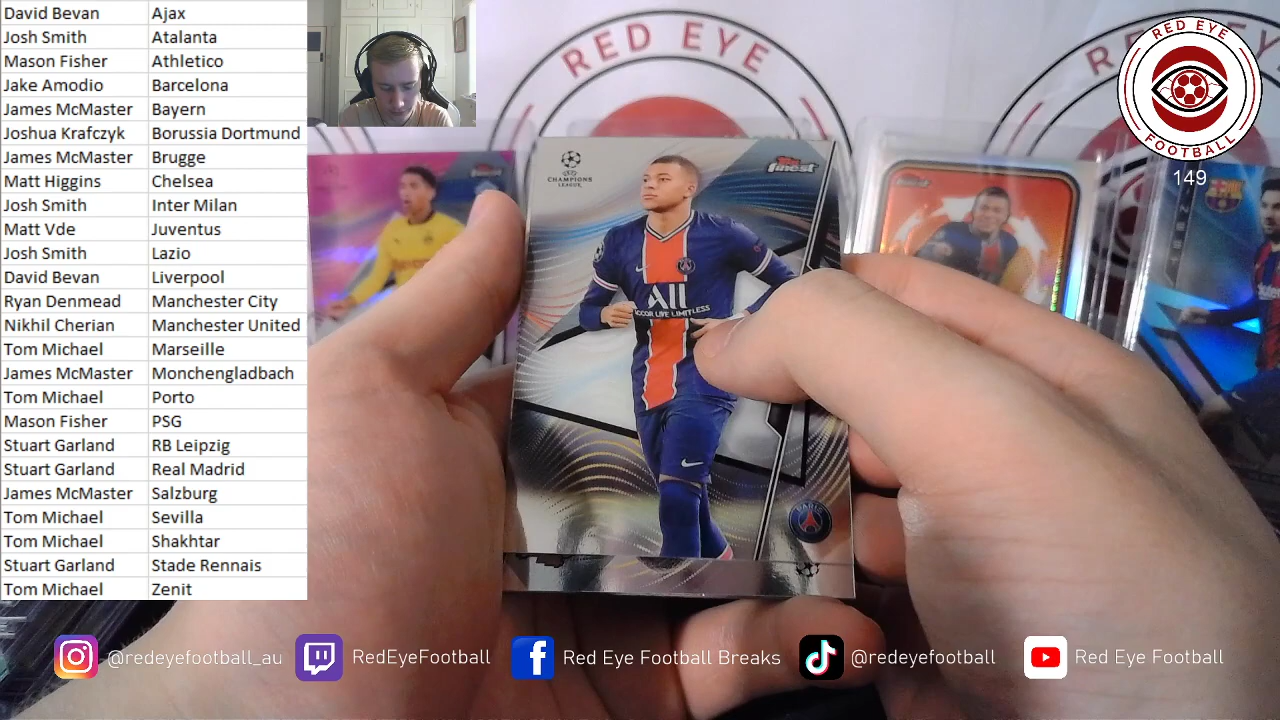 David Bevan Ajax
Josh Smith Atalanta
Mason Fisher Athletico
Jake Amodio Barcelona
James McMaster Bayern
Joshua Krafczyk Borussia Dortmund
James McMaster Brugge
Matt Higgins Chelsea
Josh Smith Inter Milan
Matt Vde Juventus
Josh Smith Lazio
David Bevan Liverpool
Ryan Denmead Manchester City
Nikhil Cherian Manchester United
Tom Michael Marseille
James McMaster Monchengladbach
Tom Michael Porto
Mason Fisher PSG
Stuart Garland RB Leipzig
Stuart Garland Real Madrid
James McMaster Salzburg
Tom Michael Sevilla
Tom Michael Shakhtar
Stuart Garland Stade Rennais
Tom Michael Zenit
RED EYE
RED EYE
FOOTBALL
149
CHAMPIONS
LEAGUE
Topps
finest
ALL
ACCOR LIVE LIMITLESS
PARIS
@redeyefootball_au
RedEyeFootball
Red Eye Football Breaks
@redeyefootball
Red Eye Football